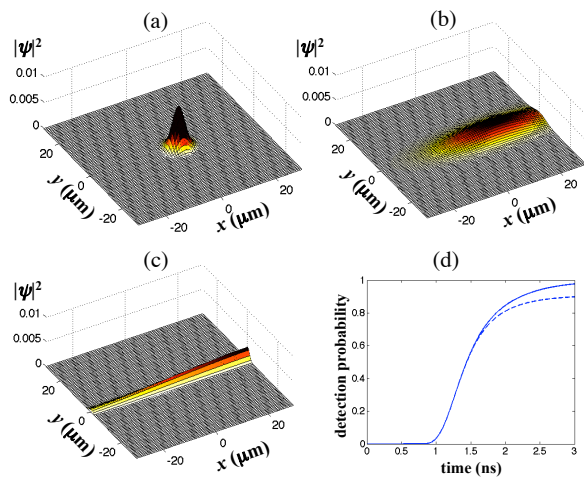 (a)
|ψ|²
0.01
0.005
0
20
0
-20
y (μm)
-20
0
20
x (μm)
(b)
|ψ|²
0.01
0.005
0
20
0
-20
y (μm)
-20
0
20
x (μm)
(c)
|ψ|²
0.01
0.005
0
20
0
-20
y (μm)
-20
0
20
x (μm)
(d)
detection probability
1
0.8
0.6
0.4
0.2
0
0 0.5 1 1.5 2 2.5 3
time (ns)